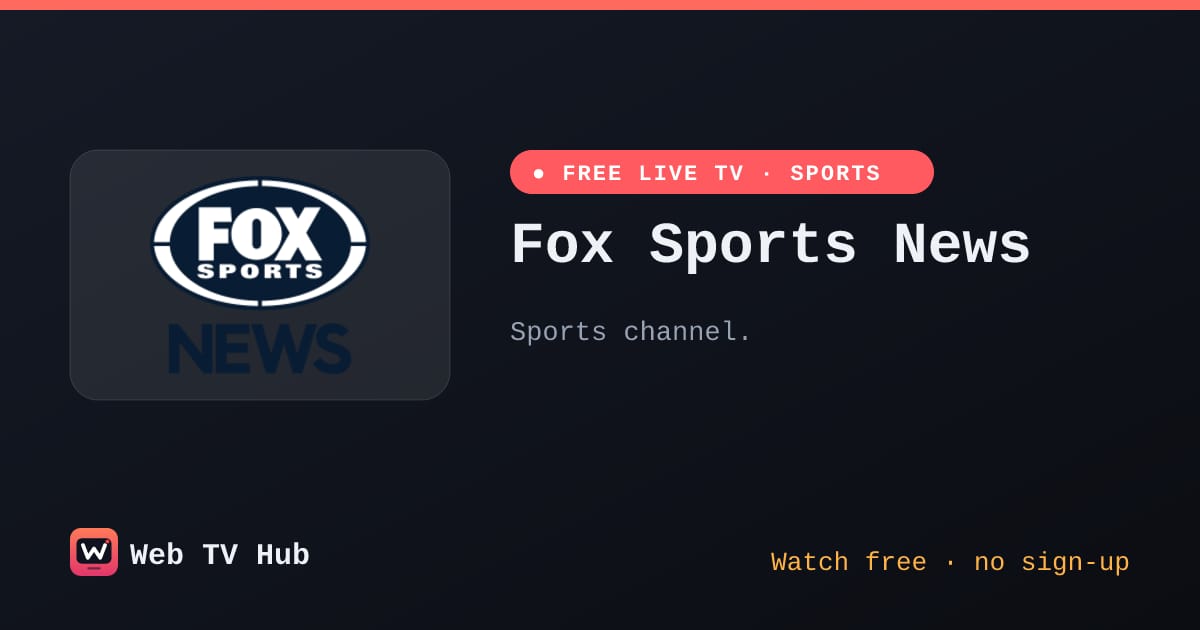 FOX
SPORTS
NEWS
• FREE LIVE TV · SPORTS
Fox Sports News
Sports channel.
W
Web TV Hub
Watch free · no sign-up